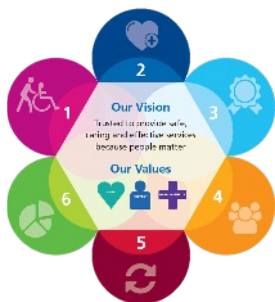 2
1
3
Our Vision
Trusted to provide safe,
caring and effective services
because people matter
Our Values
6
4
5